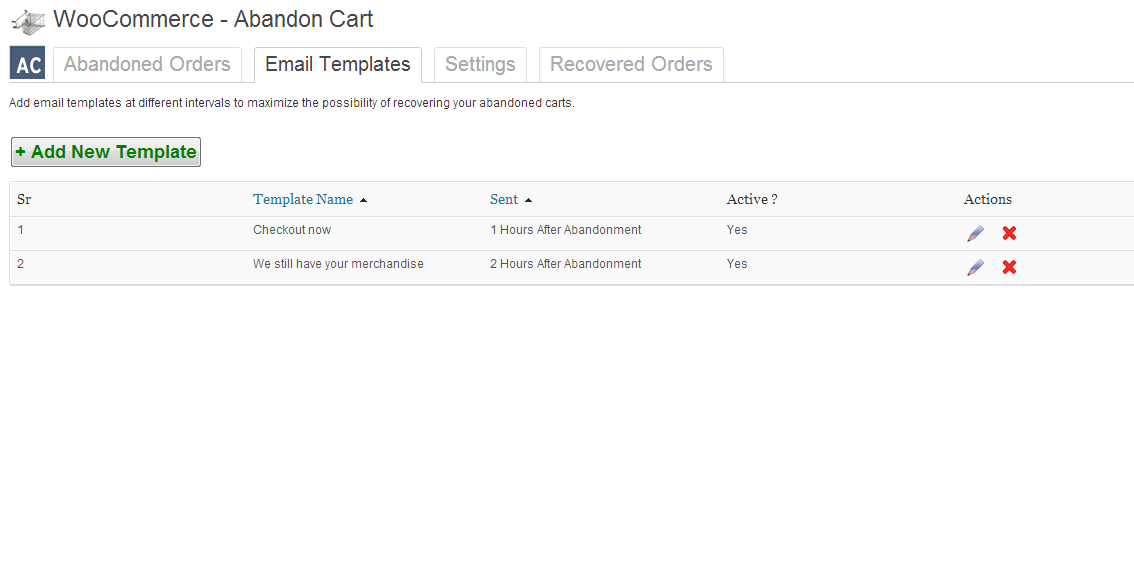 WooCommerce - Abandon Cart
AC Abandoned Orders Email Templates Settings Recovered Orders
Add email templates at different intervals to maximize the possibility of recovering your abandoned carts.
+ Add New Template
Sr Template Name Sent Active ? Actions
1 Checkout now 1 Hours After Abandonment Yes
2 We still have your merchandise 2 Hours After Abandonment Yes